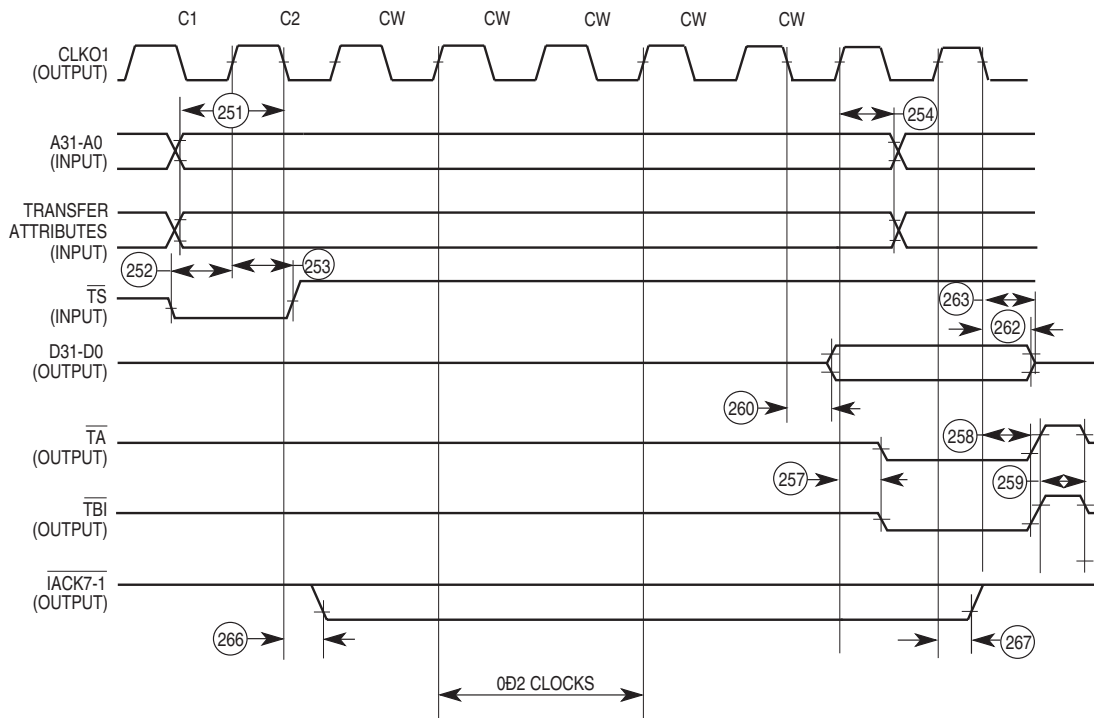 C1 C2 CW CW CW CW CW
CLKO1
(OUTPUT)
251
254
A31-A0
(INPUT)
TRANSFER
ATTRIBUTES
(INPUT)
252
253
TS
(INPUT)
263
262
D31-D0
(OUTPUT)
260
TA
(OUTPUT)
258
257
259
TBI
(OUTPUT)
IACK7-1
(OUTPUT)
266
267
0Ð2 CLOCKS